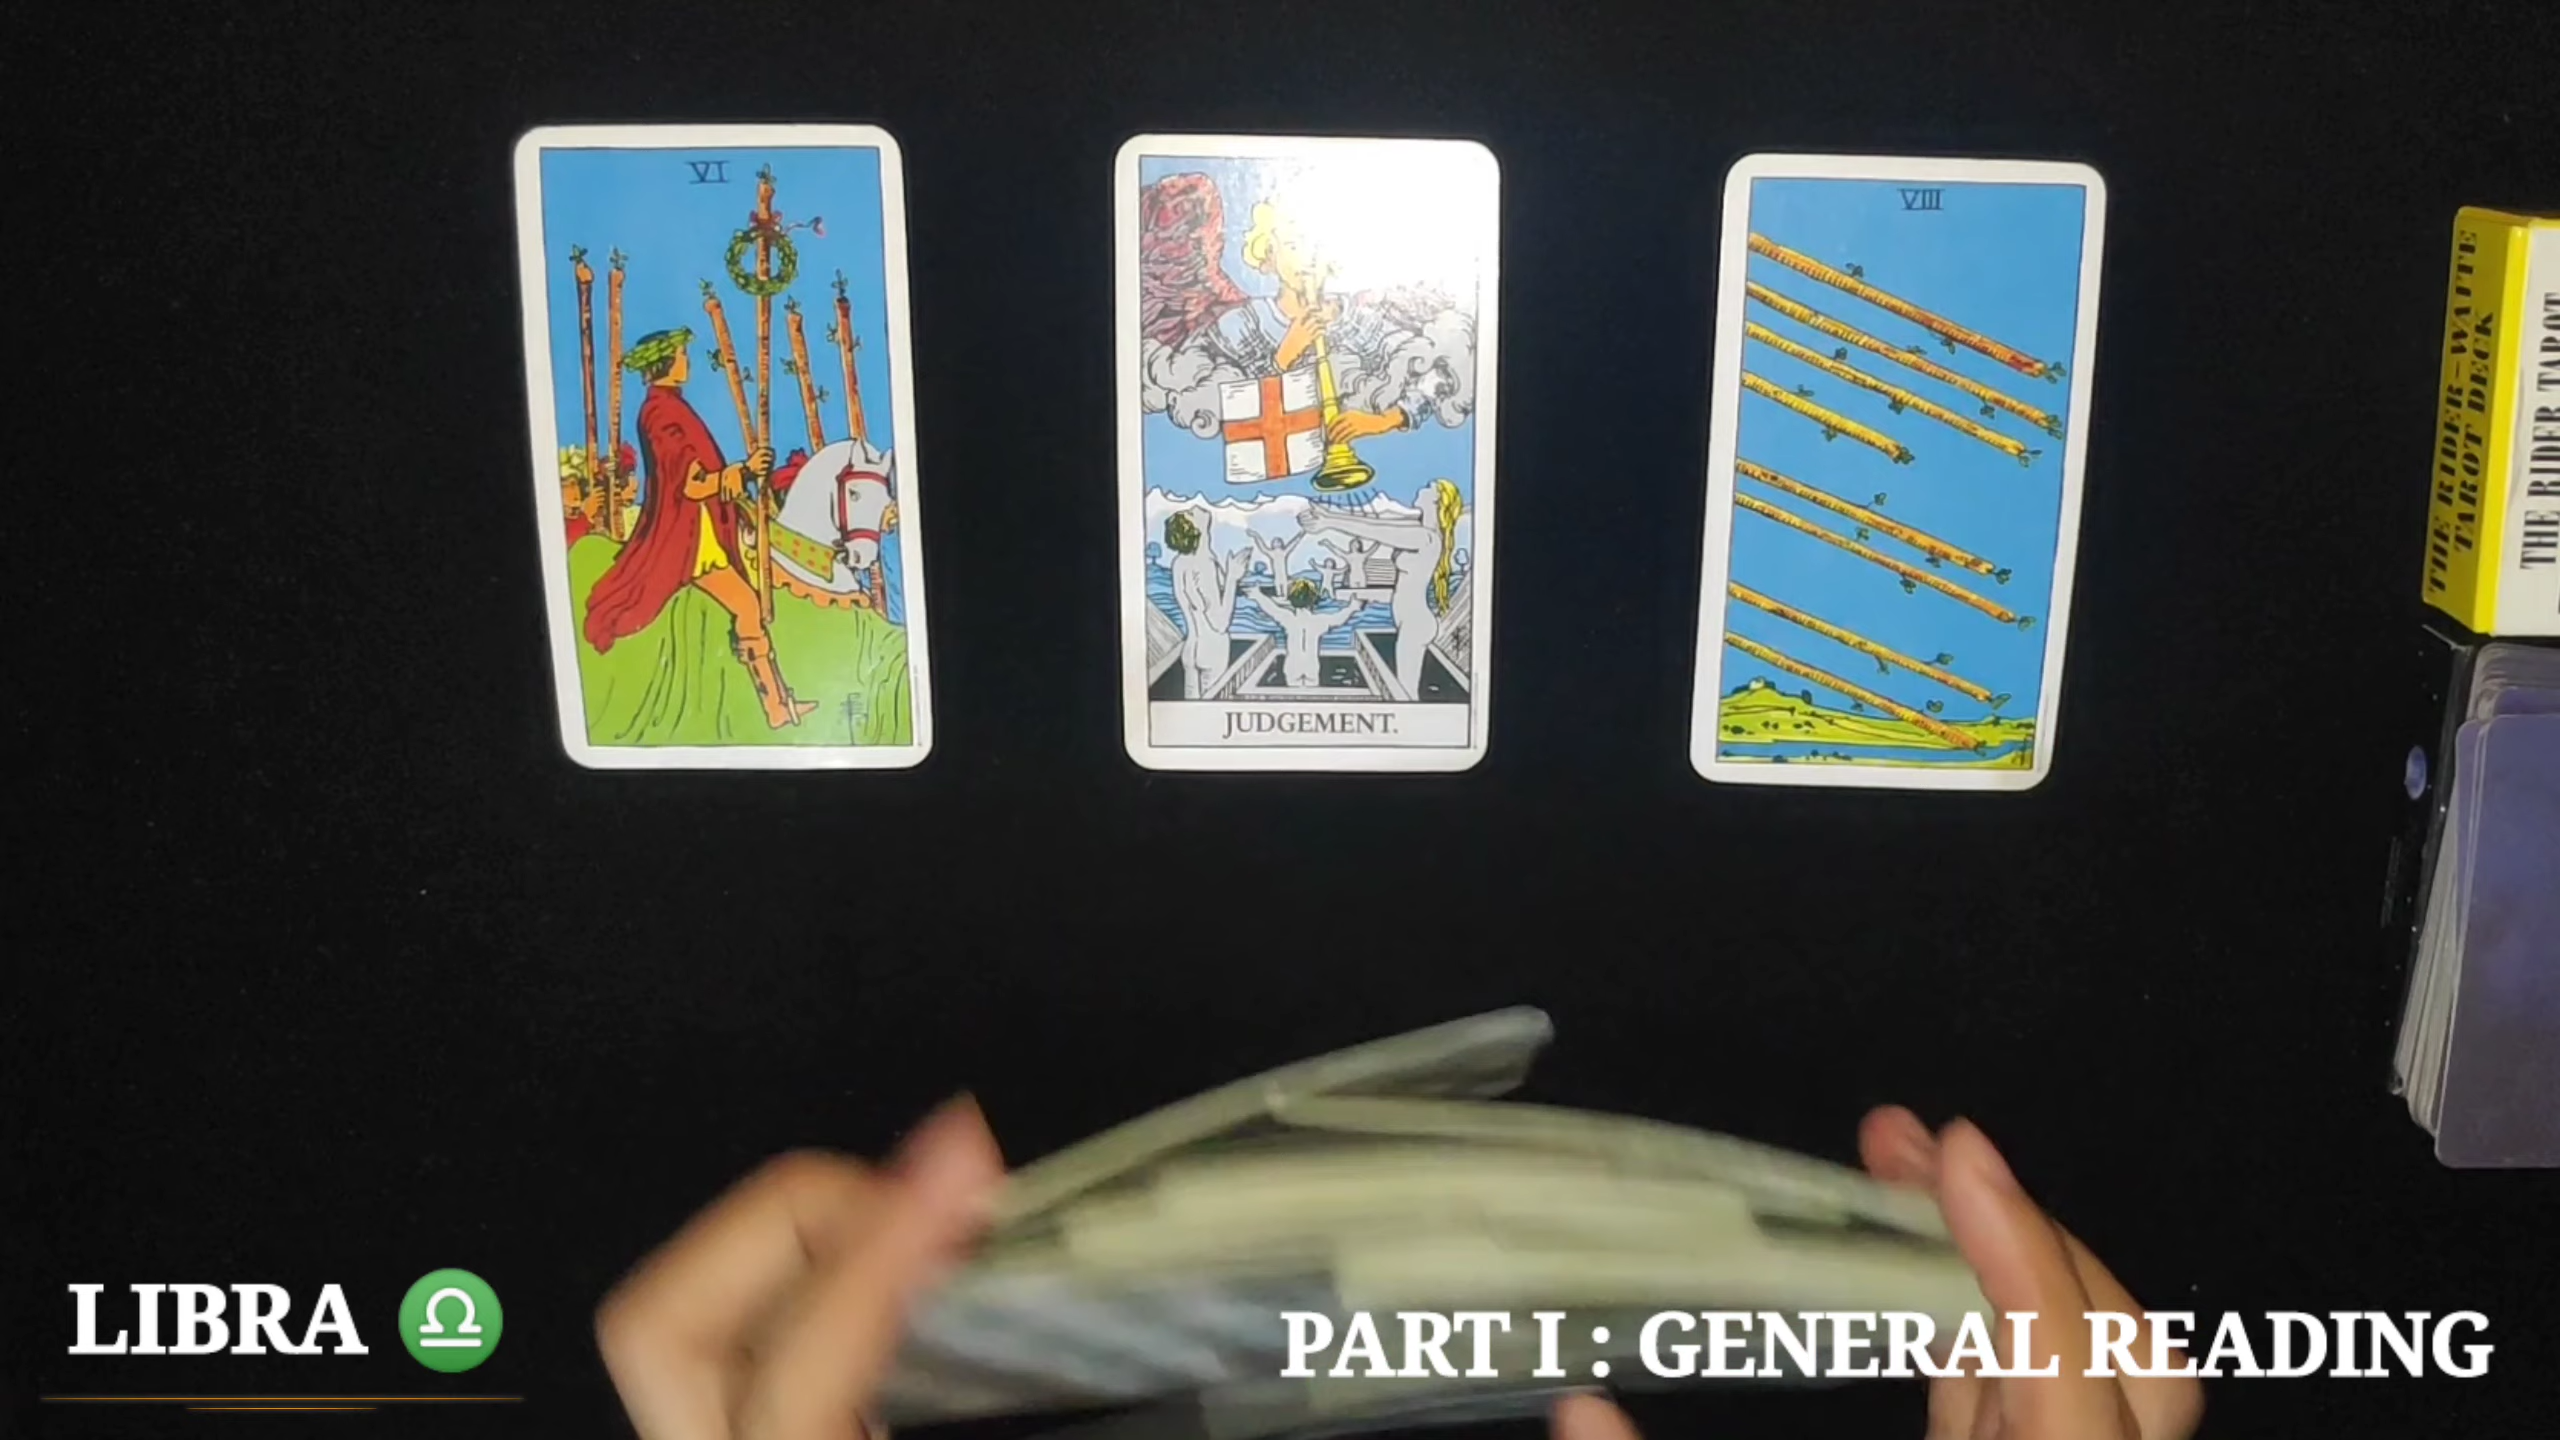 VI
VIII
JUDGEMENT.
THE RIDER-WAITE
TAROT DECK
THE RIDER TAROT
LIBRA ♎
PART I : GENERAL READING